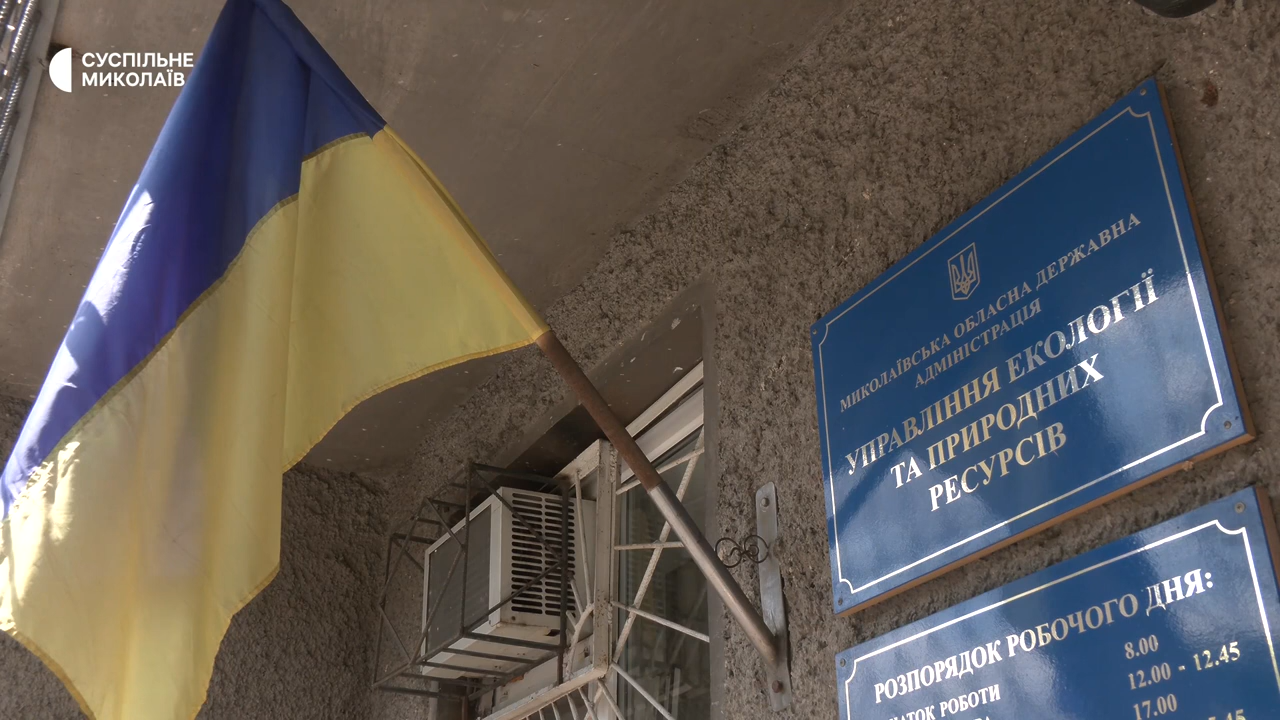 СУСПІЛЬНЕ
МИКОЛАЇВ
МИКОЛАЇВСЬКА ОБЛАСНА ДЕРЖАВНА
АДМІНІСТРАЦІЯ
УПРАВЛІННЯ ЕКОЛОГІЇ
ТА ПРИРОДНИХ
РЕСУРСІВ
РОЗПОРЯДОК РОБОЧОГО ДНЯ:
РОБОТИ 8.00
12.00 - 12.45
17.00